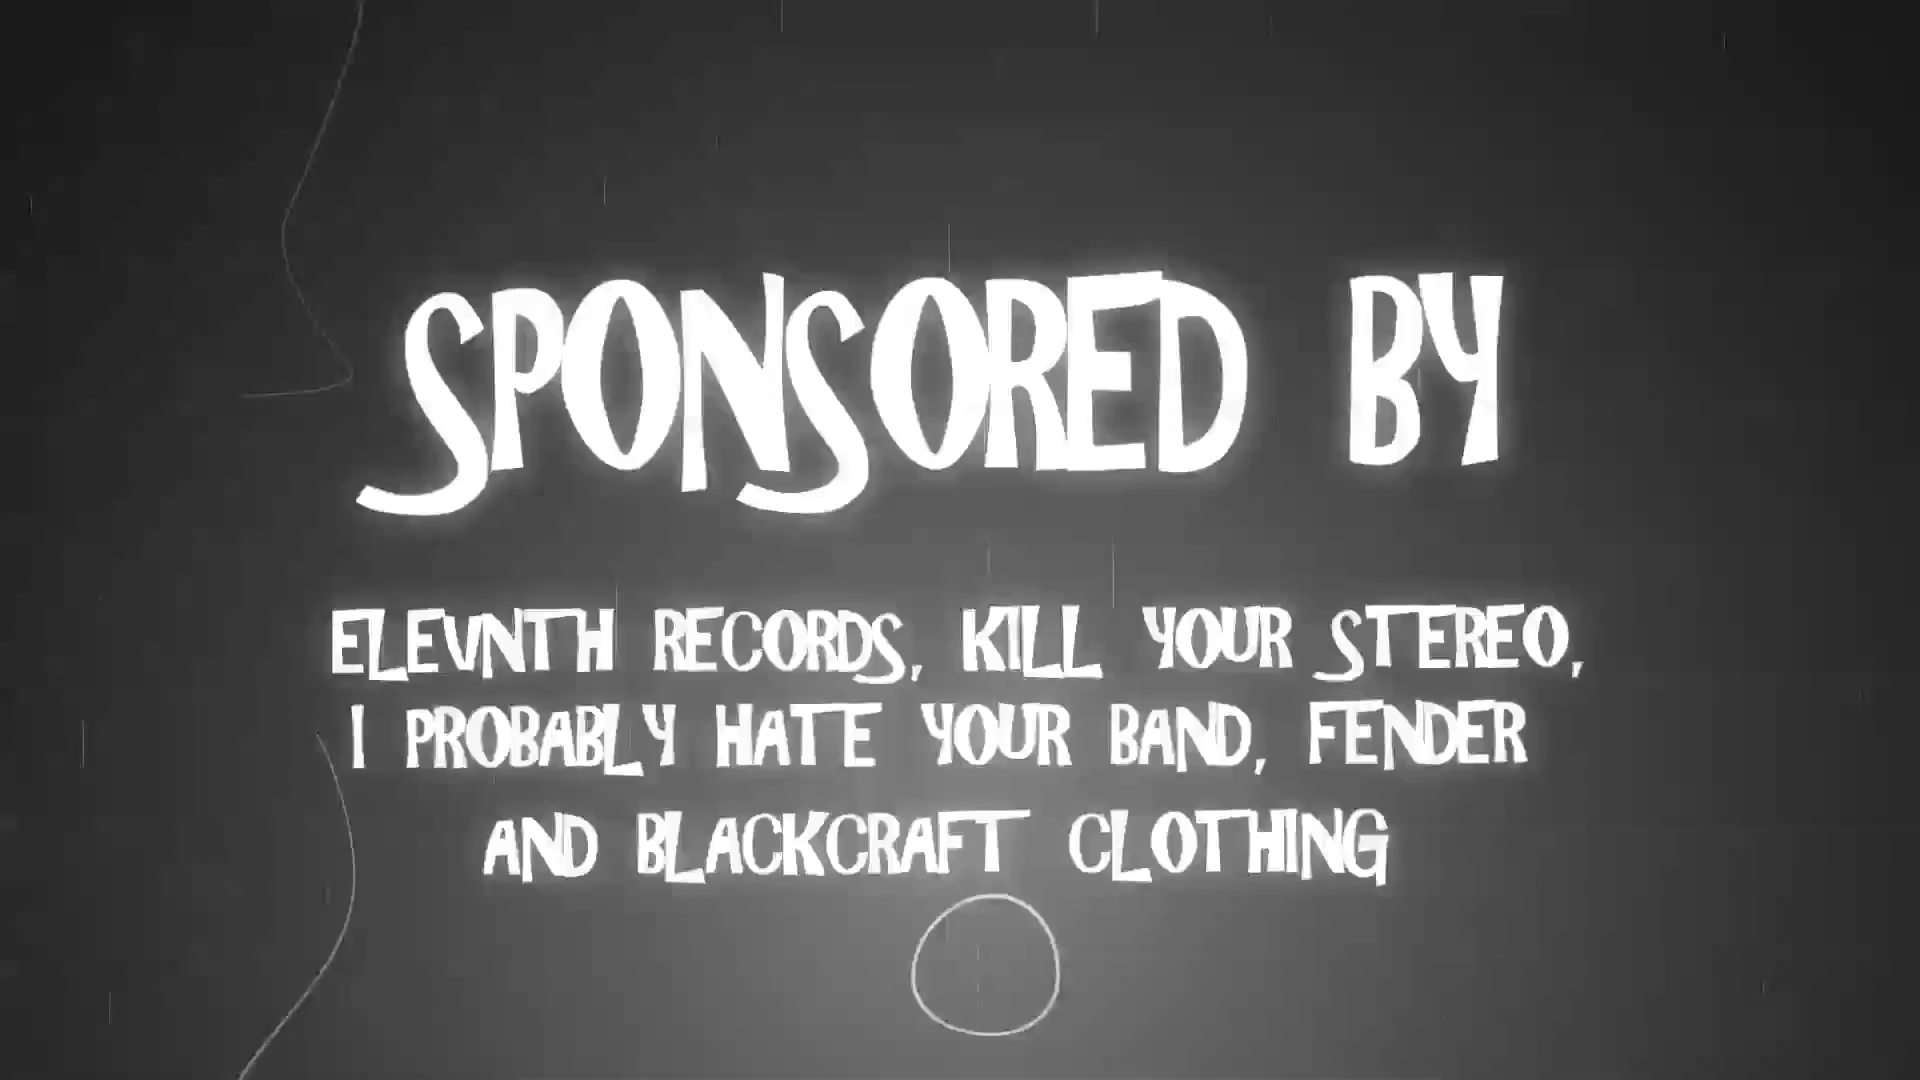 SPONSORED BY
ELEVNTH RECORDS, KILL YOUR STEREO,
I PROBABLY HATE YOUR BAND, FENDER
AND BLACKCRAFT CLOTHING